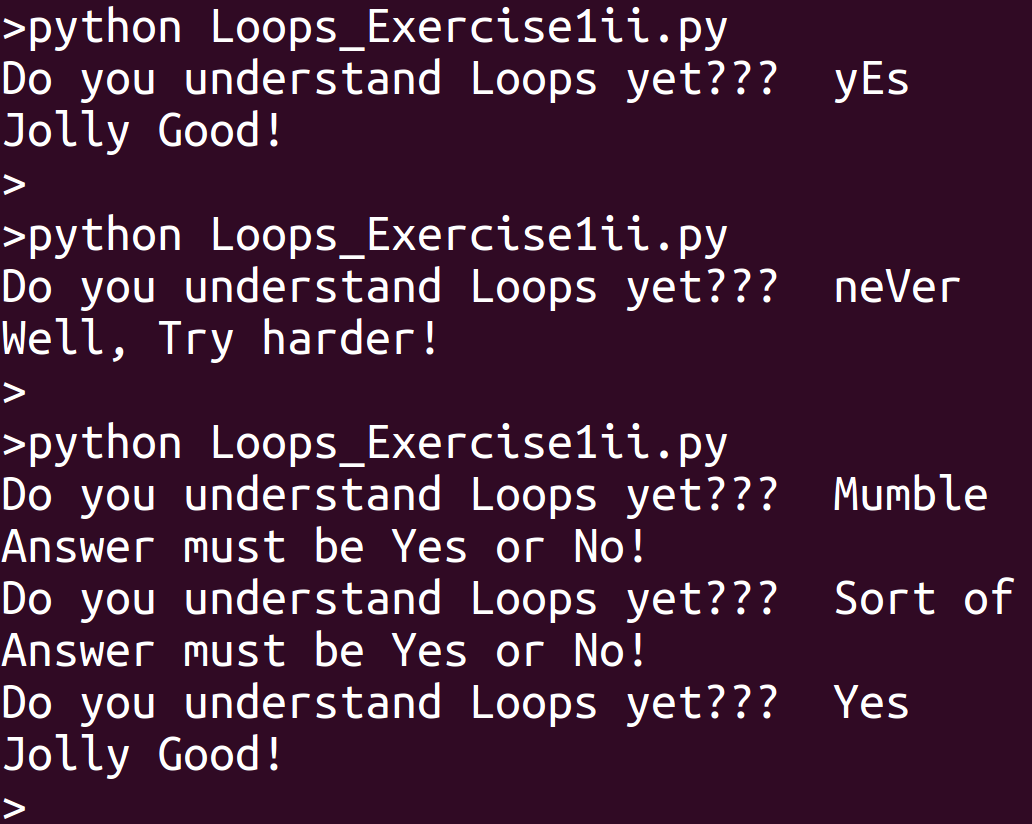 >python Loops_Exercise1ii.py
Do you understand Loops yet???  yEs
Jolly Good!
>
>python Loops_Exercise1ii.py
Do you understand Loops yet???  neVer
Well, Try harder!
>
>python Loops_Exercise1ii.py
Do you understand Loops yet???  Mumble
Answer must be Yes or No!
Do you understand Loops yet???  Sort of
Answer must be Yes or No!
Do you understand Loops yet???  Yes
Jolly Good!
>